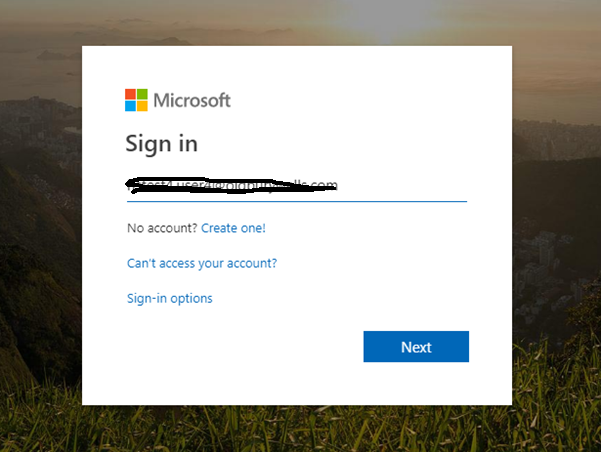 Microsoft
Sign in
No account? Create one!
Can't access your account?
Sign-in options
Next